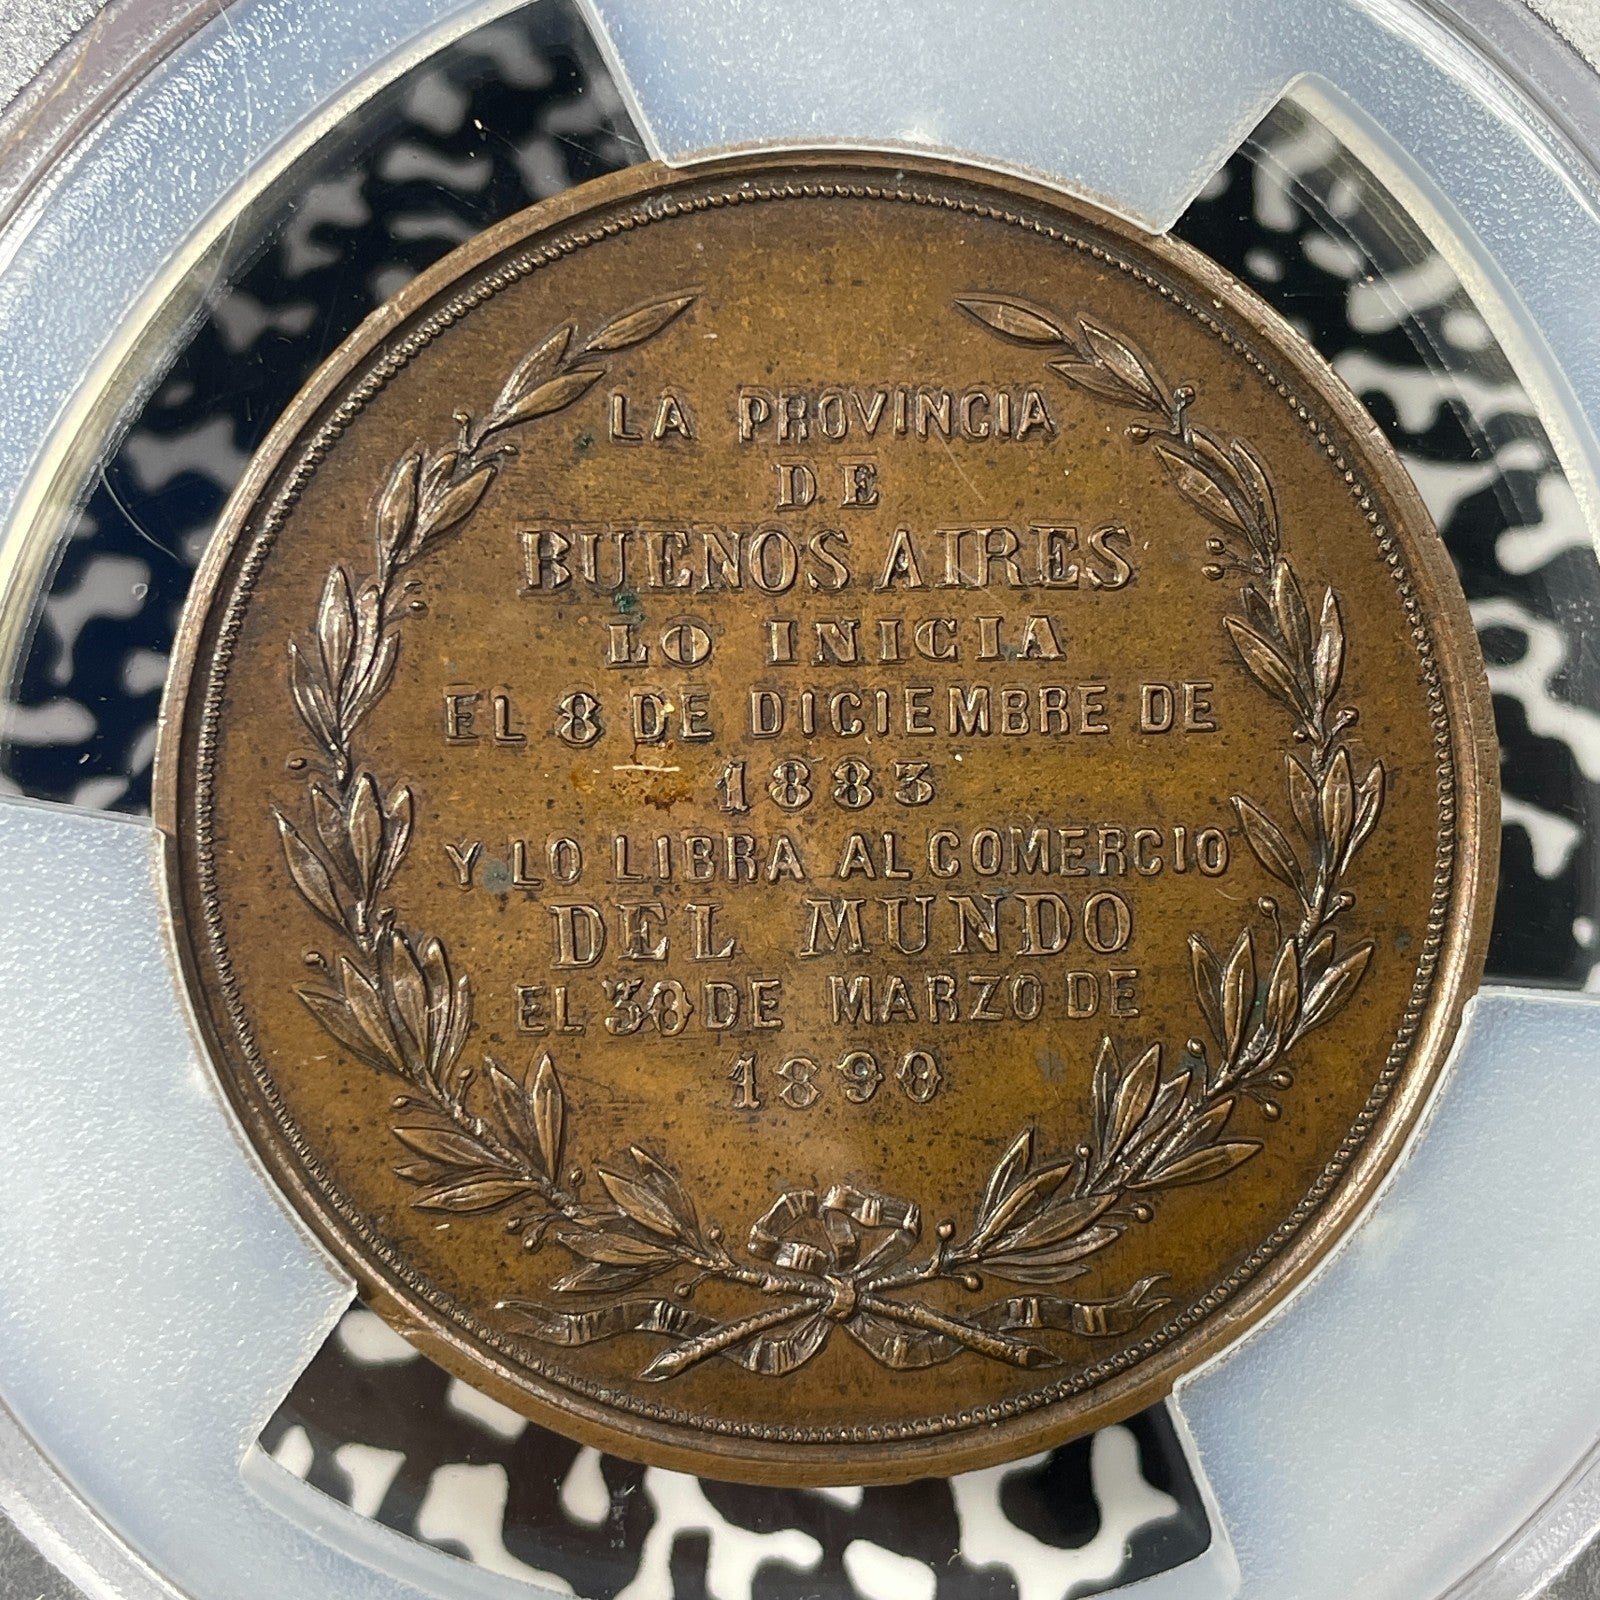 LA PROVINCIA
DE
BUENOS AIRES
LO INICIA
EL 8 DE DICIEMBRE DE
1883
Y LO LIBRA AL COMERCIO
DEL MUNDO
EL 30 DE MARZO DE
1890